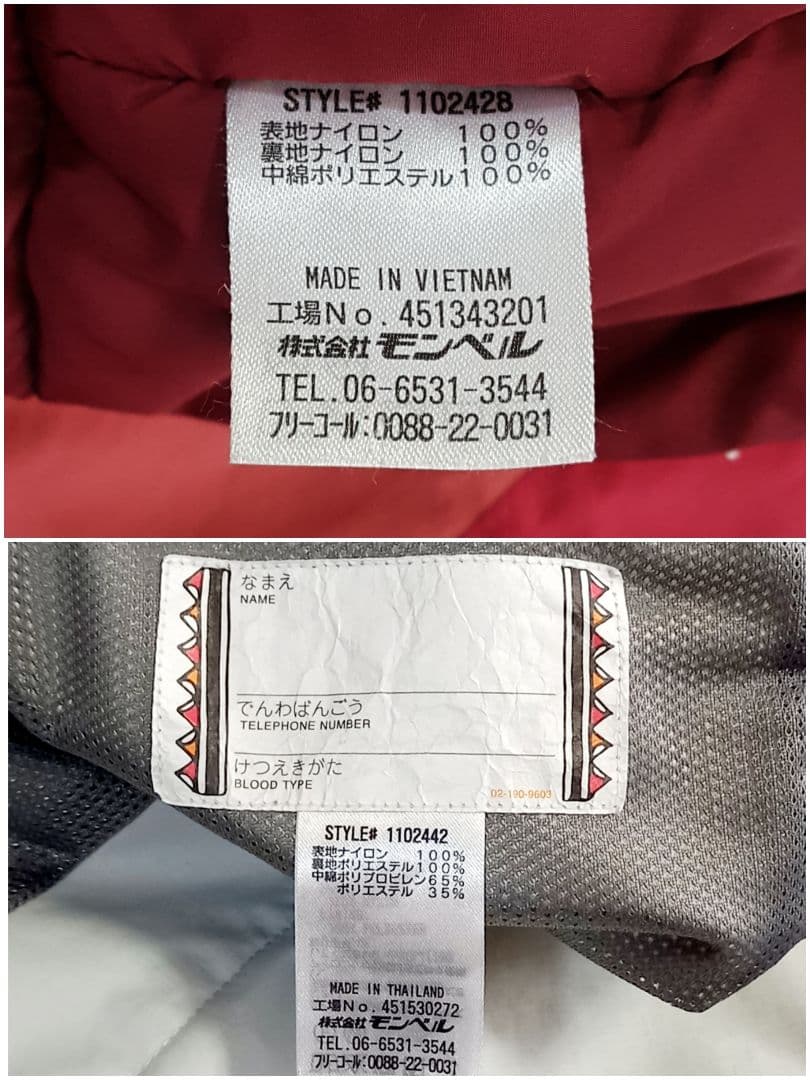 STYLE# 1102428
表地ナイロン 100%
裏地ナイロン 100%
中綿ポリエステル100%
MADE IN VIETNAM
工場No. 451343201
株式会社モンベル
TEL.06-6531-3544
フリーコール:0088-22-0031
なまえ
NAME
でんわばんごう
TELEPHONE NUMBER
けつえきがた
BLOOD TYPE
02-190-9603
STYLE# 1102442
表地ナイロン 100%
裏地ポリエステル100%
中綿ポリプロピレン65%
ポリエステル 35%
MADE IN THAILAND
工場No. 451530272
株式会社モンベル
TEL.06-6531-3544
フリーコール:0088-22-0031